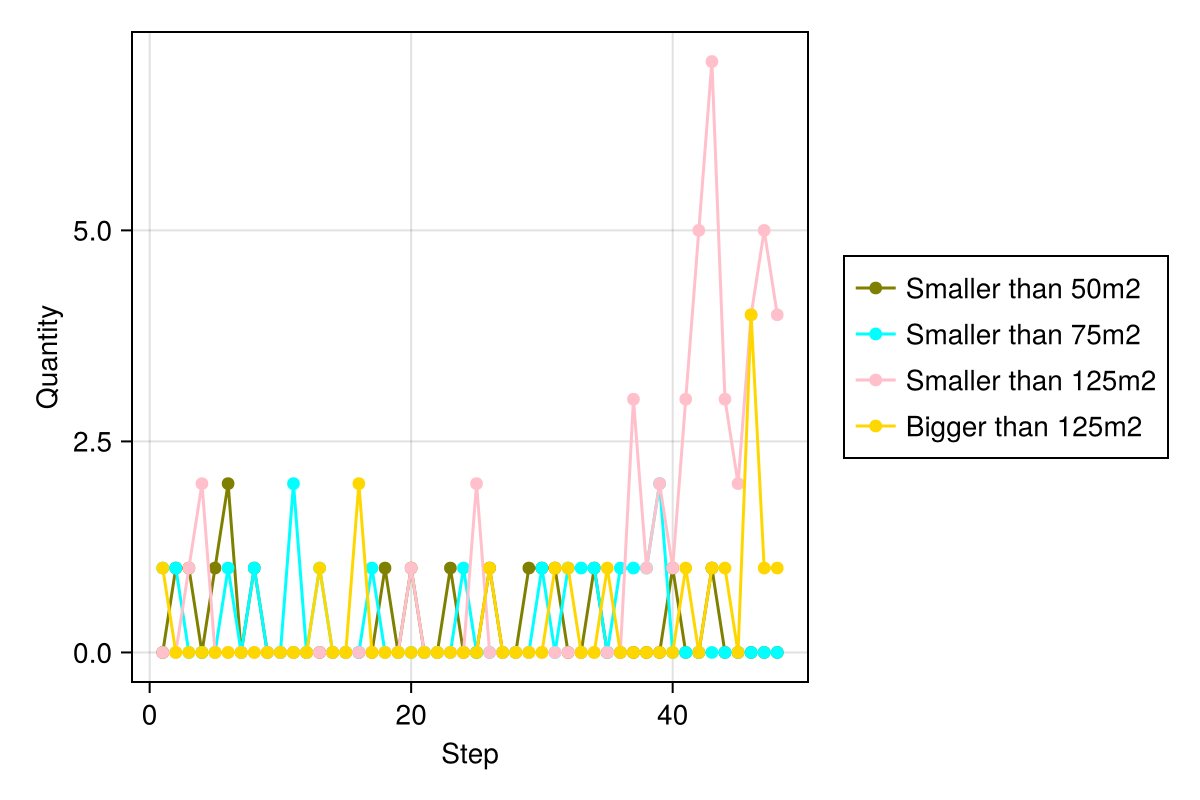 5.0
2.5
0.0
Quantity
0
20
40
Step
Smaller than 50m2
Smaller than 75m2
Smaller than 125m2
Bigger than 125m2